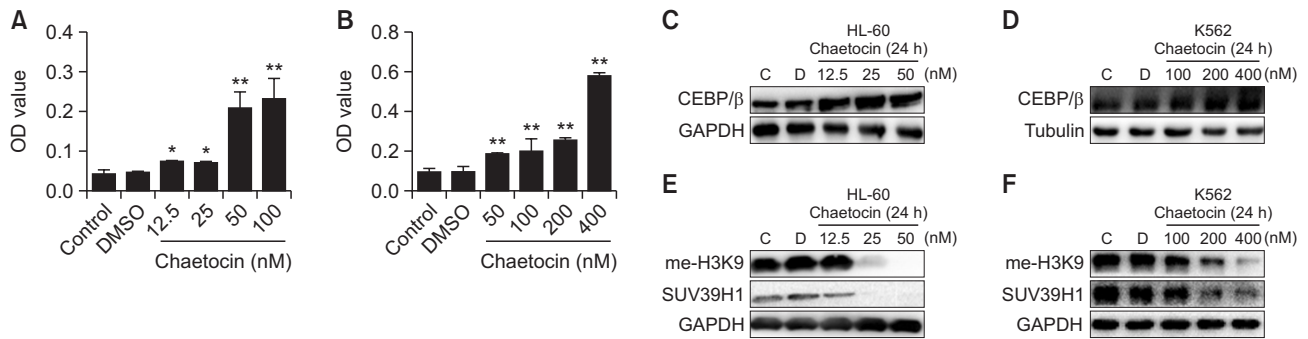 A
OD value
0.4
0.3
0.2
0.1
0.0
* * ** **
Control DMSO 12.5 25 50 100
Chaetocin (nM)
B
OD value
0.8
0.6
0.4
0.2
0.0
** ** ** **
Control DMSO 50 100 200 400
Chaetocin (nM)
C
HL-60
Chaetocin (24 h)
C D 12.5 25 50 (nM)
CEBP/β
GAPDH
D
K562
Chaetocin (24 h)
C D 100 200 400 (nM)
CEBP/β
Tubulin
E
HL-60
Chaetocin (24 h)
C D 12.5 25 50 (nM)
me-H3K9
SUV39H1
GAPDH
F
K562
Chaetocin (24 h)
C D 100 200 400 (nM)
me-H3K9
SUV39H1
GAPDH